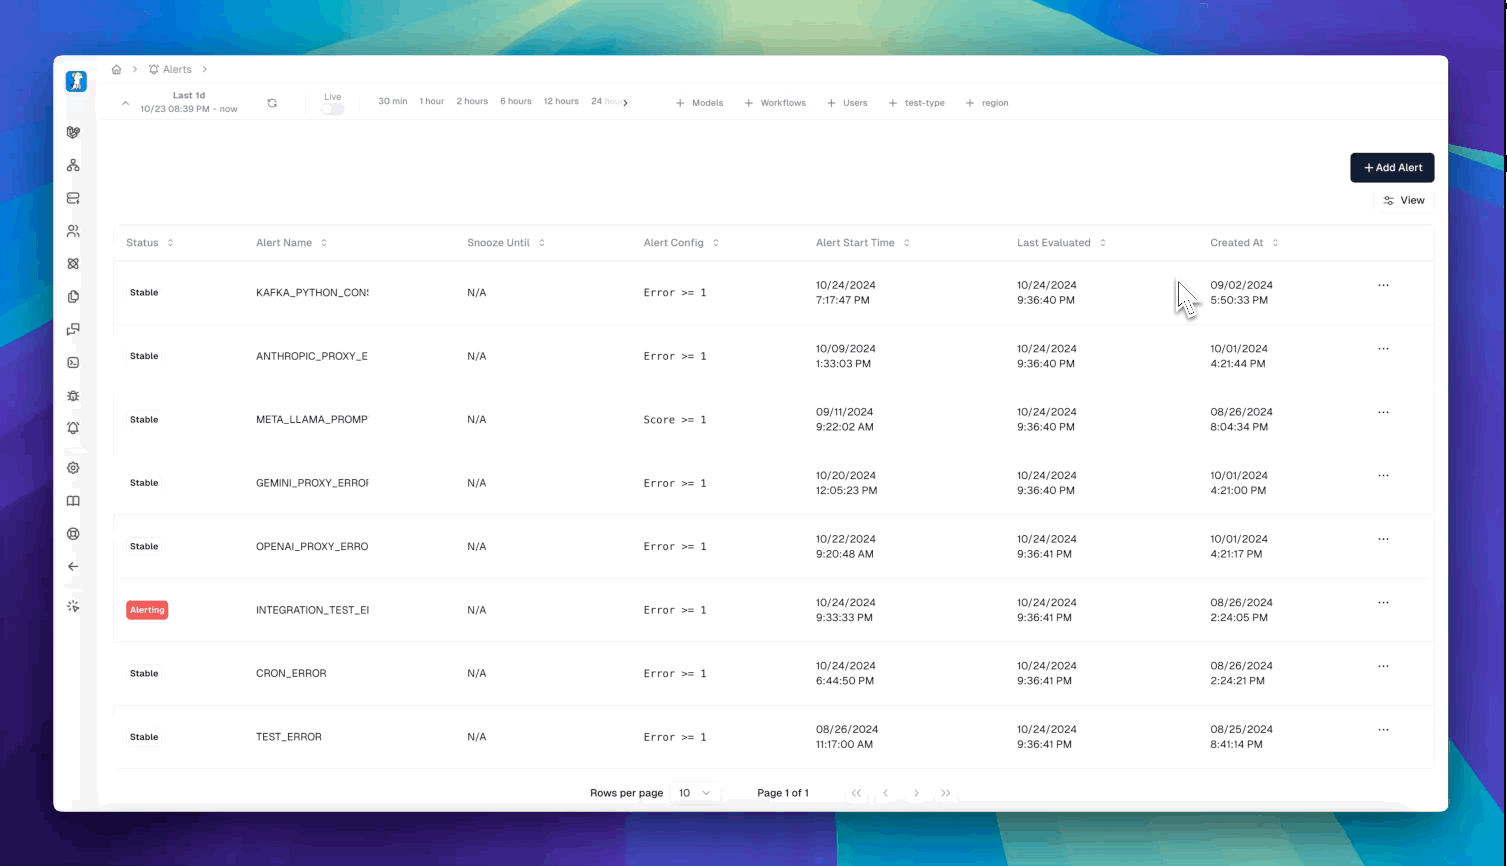 Alerts
Last 1d
10/23 08:39 PM - now
Live
30 min 1 hour 2 hours 6 hours 12 hours 24 hou
+ Models + Workflows + Users + test-type + region
+ Add Alert
View
Status Alert Name Snooze Until Alert Config Alert Start Time Last Evaluated Created At
Stable KAFKA_PYTHON_CONS N/A Error >= 1 10/24/2024 7:17:47 PM 10/24/2024 9:36:40 PM 09/02/2024 5:50:33 PM ...
Stable ANTHROPIC_PROXY_E N/A Error >= 1 10/09/2024 1:33:03 PM 10/24/2024 9:36:40 PM 10/01/2024 4:21:44 PM ...
Stable META_LLAMA_PROMP N/A Score >= 1 09/11/2024 9:22:02 AM 10/24/2024 9:36:40 PM 08/26/2024 8:04:34 PM ...
Stable GEMINI_PROXY_ERROR N/A Error >= 1 10/20/2024 12:05:23 PM 10/24/2024 9:36:40 PM 10/01/2024 4:21:00 PM ...
Stable OPENAI_PROXY_ERRO N/A Error >= 1 10/22/2024 9:20:48 AM 10/24/2024 9:36:41 PM 10/01/2024 4:21:17 PM ...
Alerting INTEGRATION_TEST_E N/A Error >= 1 10/24/2024 9:33:33 PM 10/24/2024 9:36:41 PM 08/26/2024 2:24:05 PM ...
Stable CRON_ERROR N/A Error >= 1 10/24/2024 6:44:50 PM 10/24/2024 9:36:41 PM 08/26/2024 2:24:21 PM ...
Stable TEST_ERROR N/A Error >= 1 08/26/2024 11:17:00 AM 10/24/2024 9:36:41 PM 08/25/2024 8:41:14 PM ...
Rows per page 10 Page 1 of 1